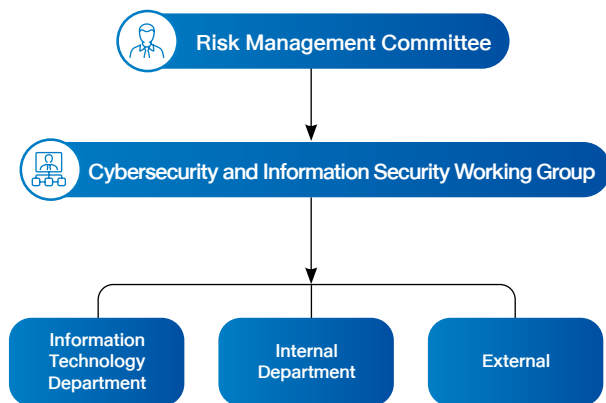 Risk Management Committee
Cybersecurity and Information Security Working Group
Information
Technology
Department
Internal
Department
External